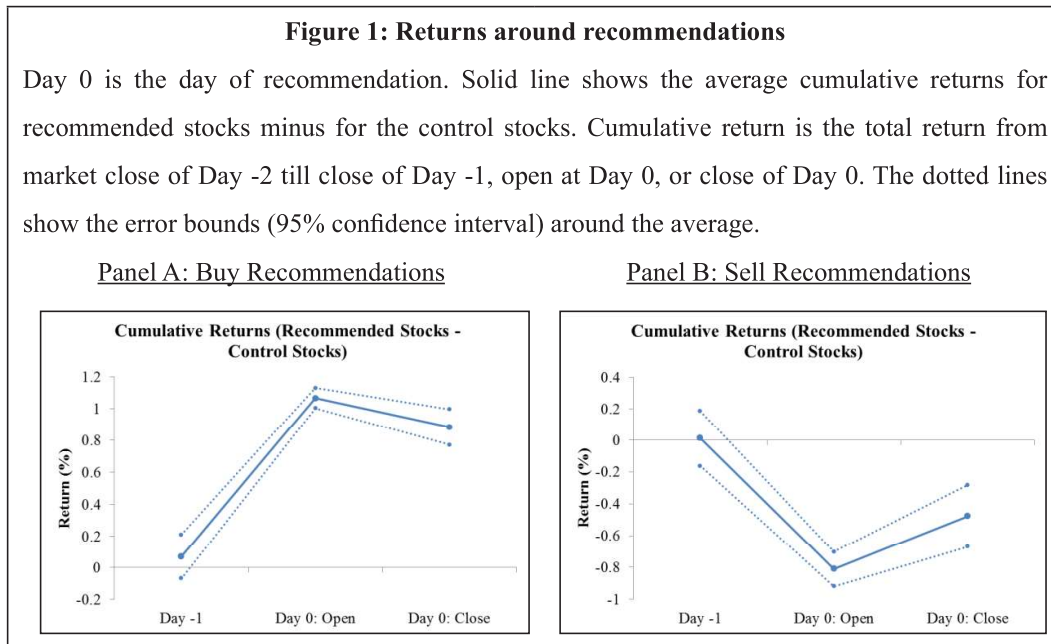 Figure 1: Returns around recommendations
Day 0 is the day of recommendation. Solid line shows the average cumulative returns for
recommended stocks minus for the control stocks. Cumulative return is the total return from
market close of Day -2 till close of Day -1, open at Day 0, or close of Day 0. The dotted lines
show the error bounds (95% confidence interval) around the average.
Panel A: Buy Recommendations
Cumulative Returns (Recommended Stocks -
Control Stocks)
Return (%)
1.2
1
0.8
0.6
0.4
0.2
0
-0.2
Day -1 Day 0: Open Day 0: Close
Panel B: Sell Recommendations
Cumulative Returns (Recommended Stocks -
Control Stocks)
Return (%)
0.4
0.2
0
-0.2
-0.4
-0.6
-0.8
-1
Day -1 Day 0: Open Day 0: Close